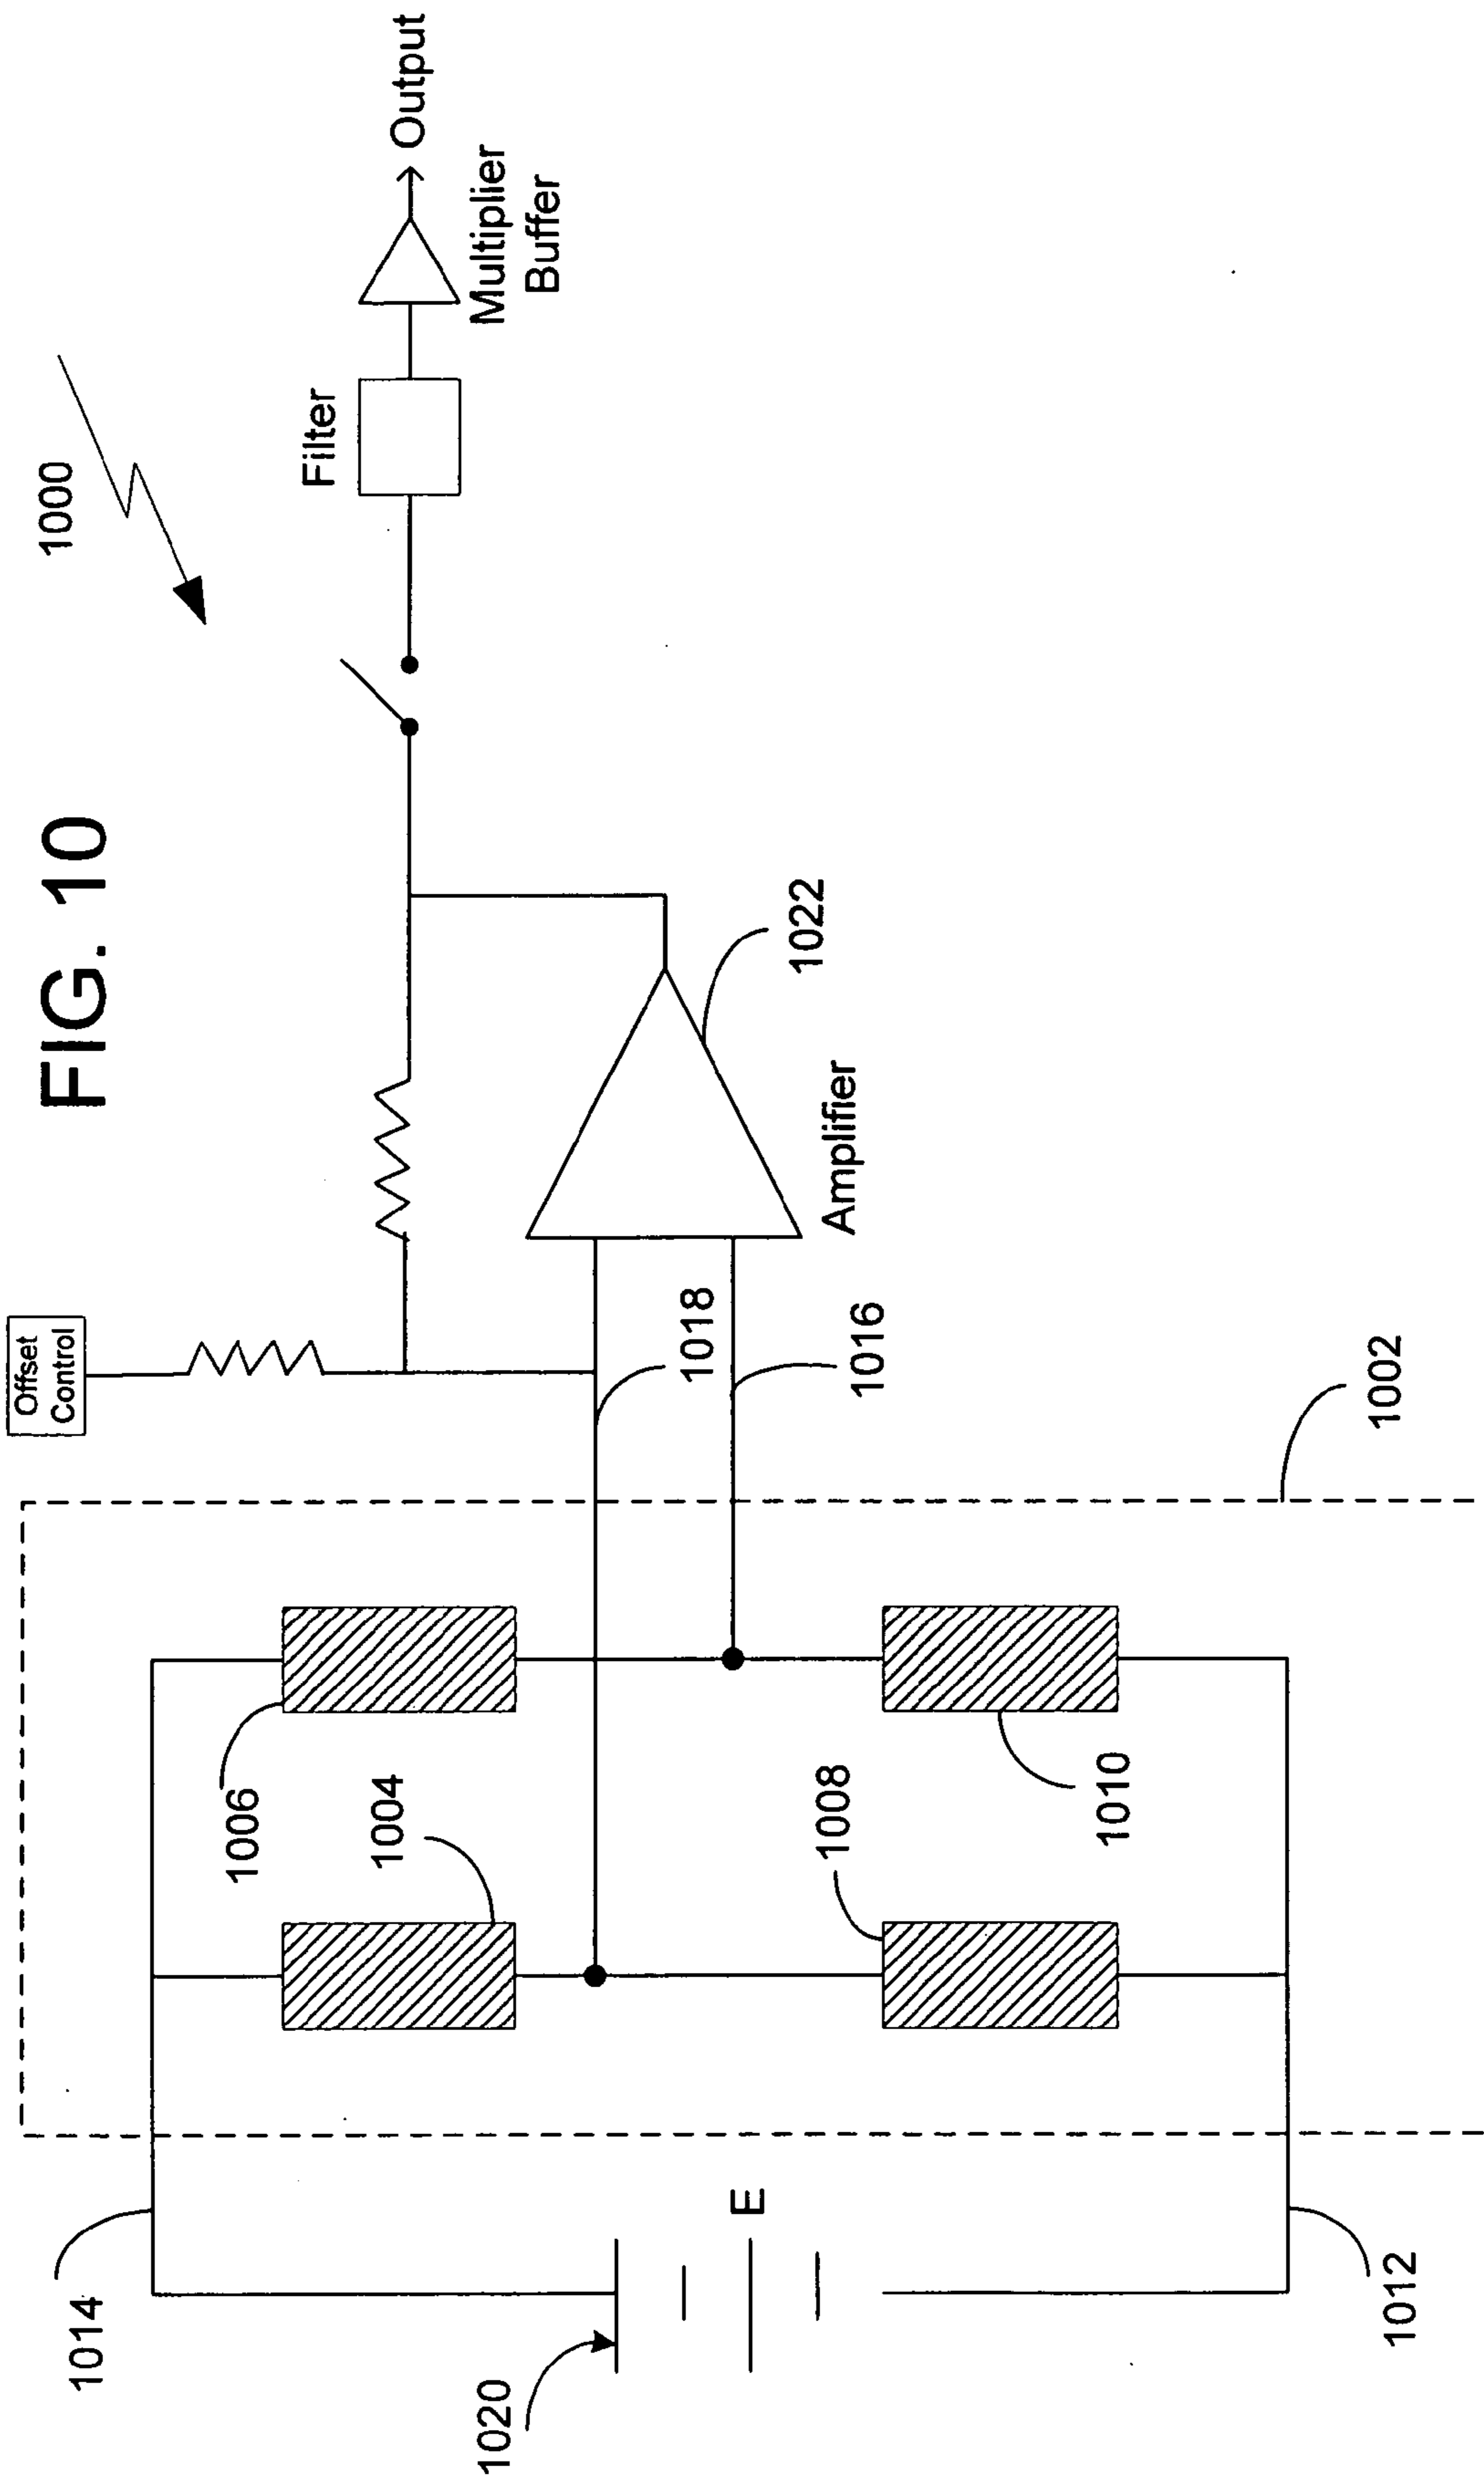 FIG. 10
1000
Offset
Control
Filter
Output
Multiplier
Buffer
1014
1006
1004
1020
E
1018
1022
Amplifier
1008
1016
1010
1012
1002